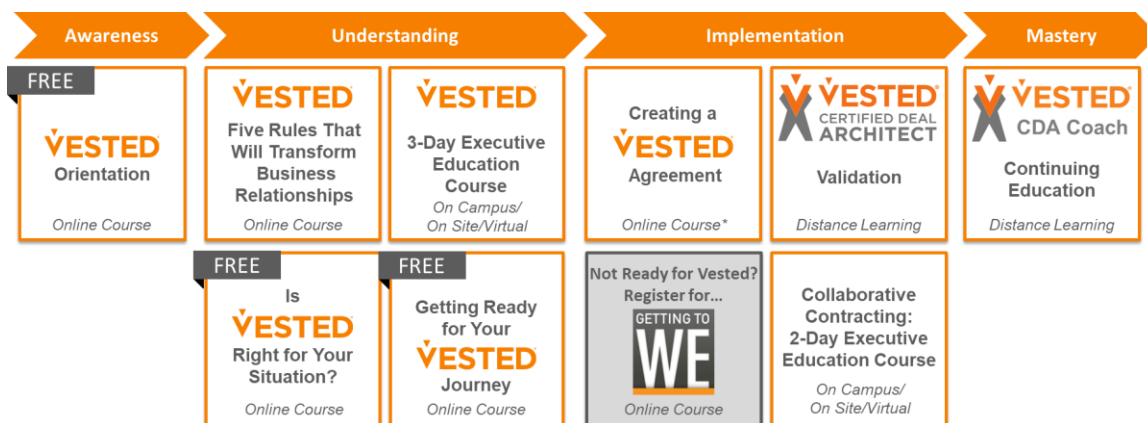 Awareness
Understanding
Implementation
Mastery
FREE
VESTED
Orientation
Online Course
VESTED®
Five Rules That
Will Transform
Business
Relationships
Online Course
VESTED®
3-Day Executive
Education
Course
On Campus/
On Site/Virtual
Creating a
VESTED®
Agreement
Online Course*
VESTED®
CERTIFIED DEAL
ARCHITECT
Validation
Distance Learning
VESTED®
CDA Coach
Continuing
Education
Distance Learning
FREE
Is
VESTED®
Right for Your
Situation?
Online Course
FREE
Getting Ready
for Your
VESTED®
Journey
Online Course
Not Ready for Vested?
Register for...
GETTING TO
WE
Online Course
Collaborative
Contracting:
2-Day Executive
Education Course
On Campus/
On Site/Virtual